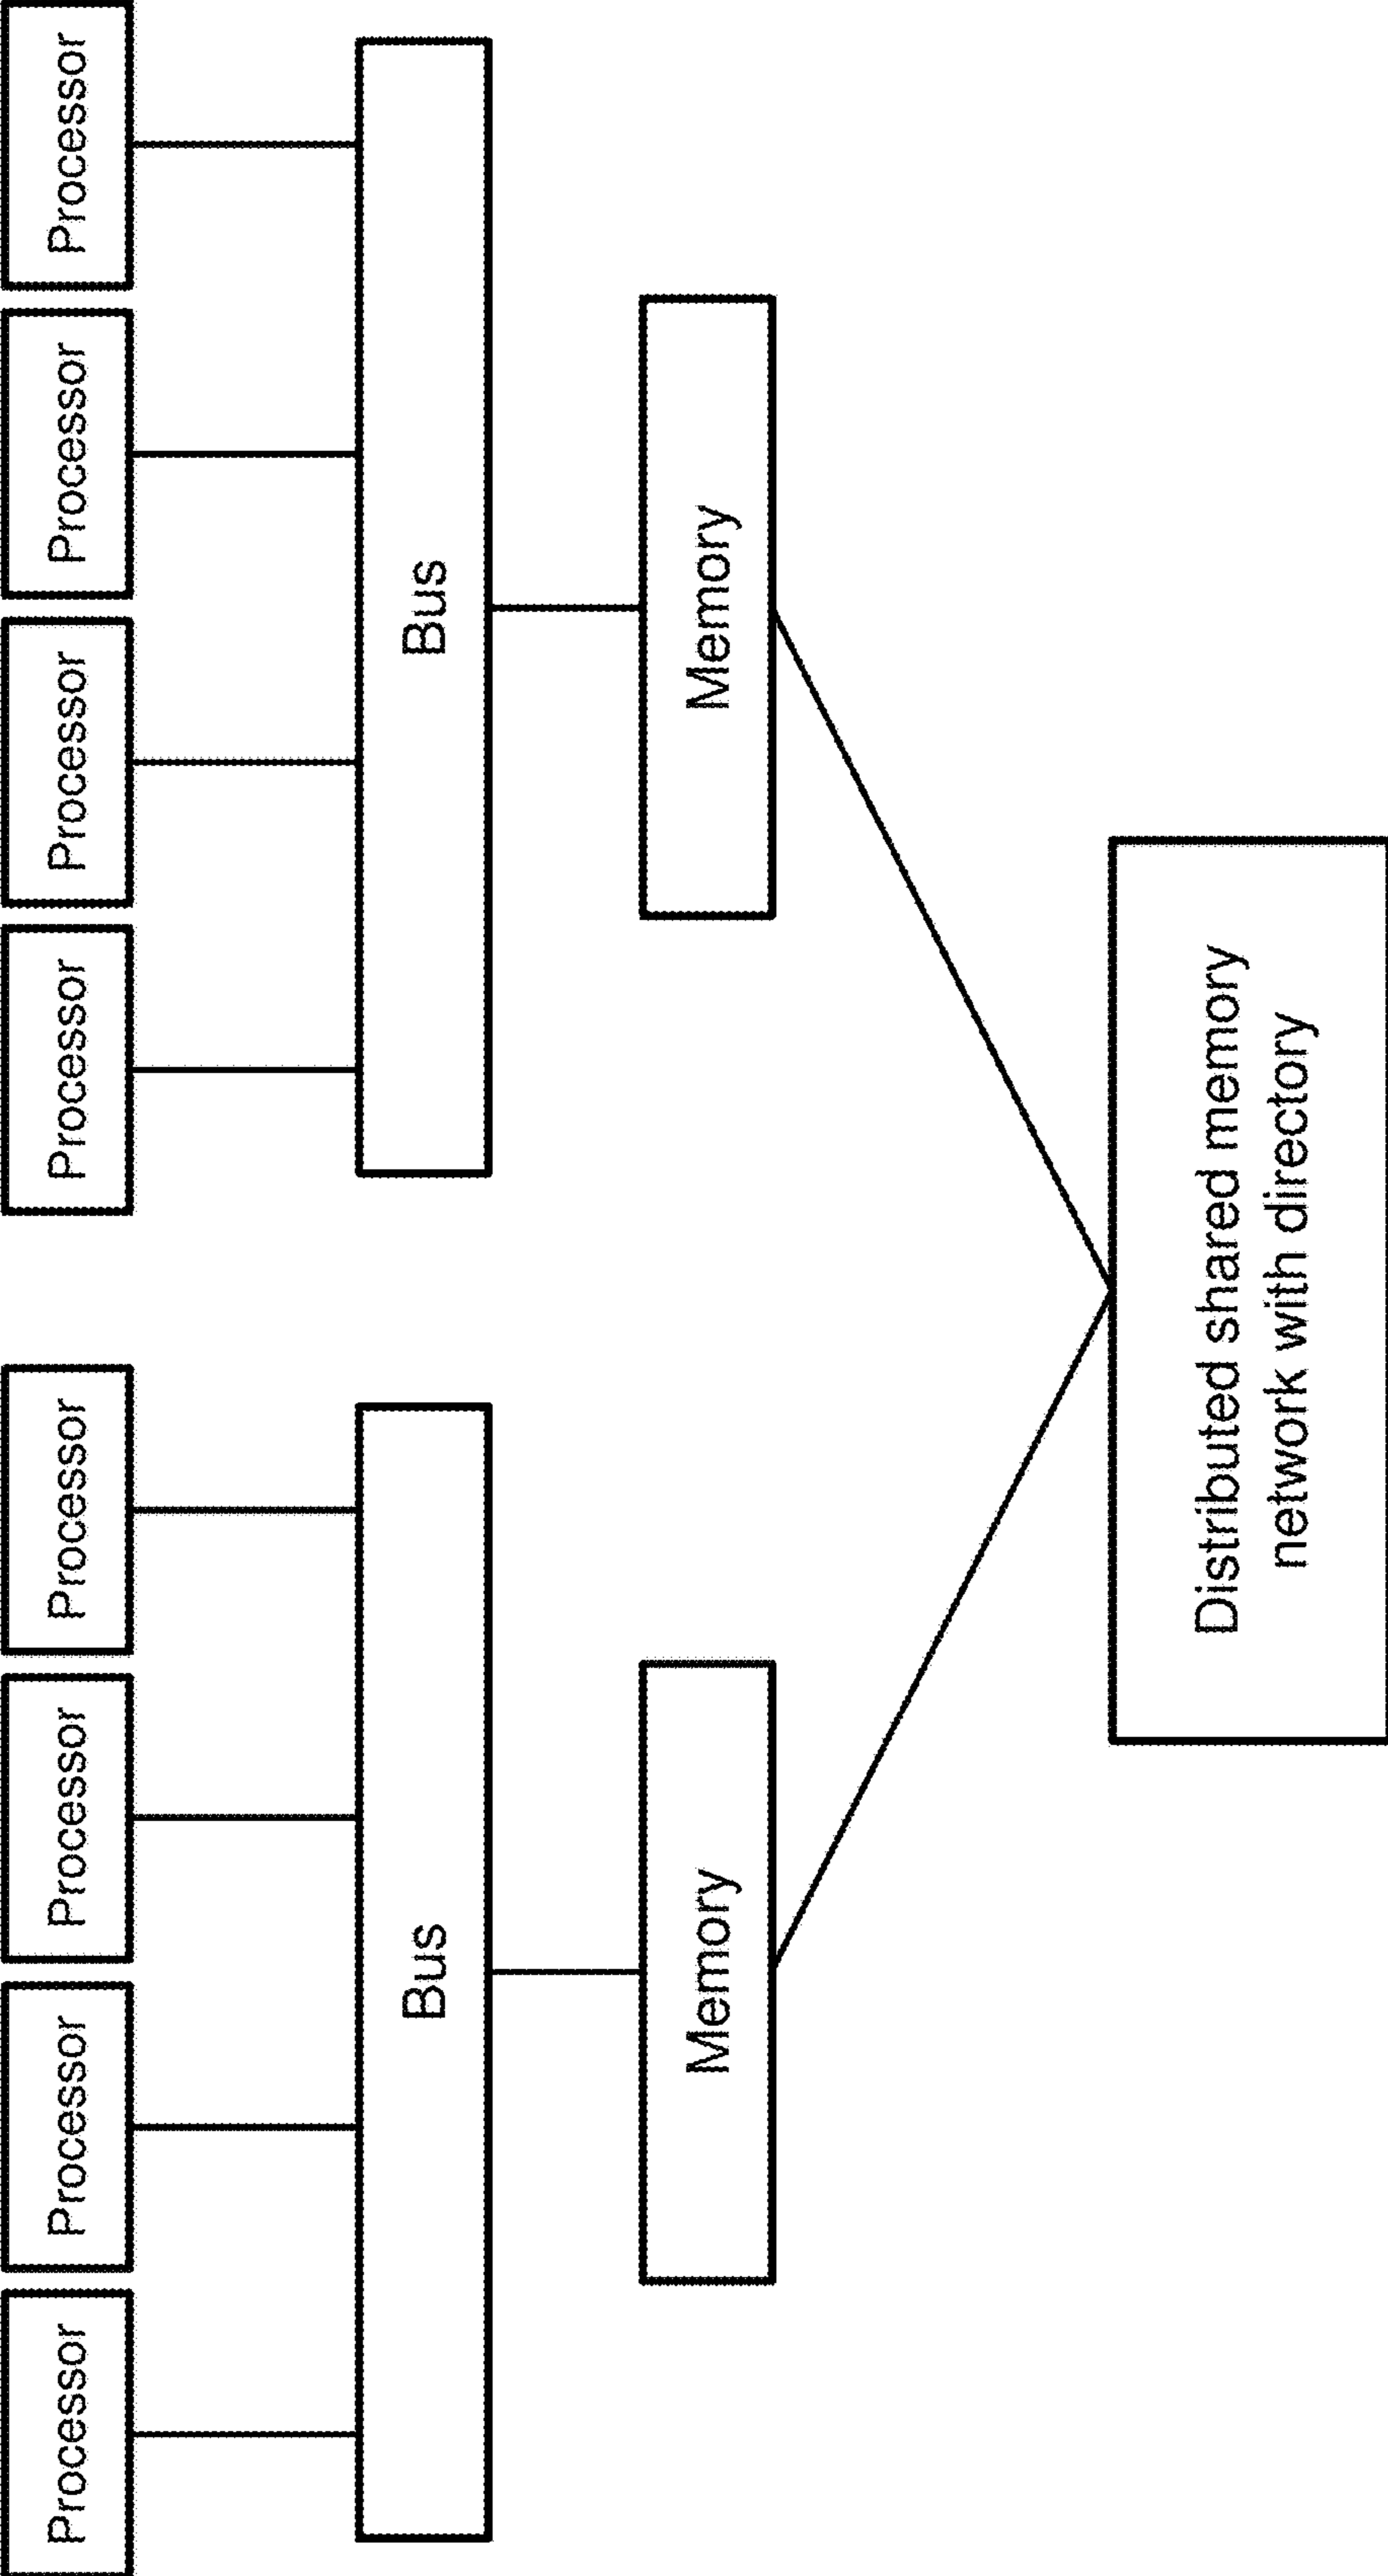 Processor
Processor
Processor
Processor
Processor
Processor
Processor
Processor
Bus
Bus
Memory
Memory
Distributed shared memory
network with directory